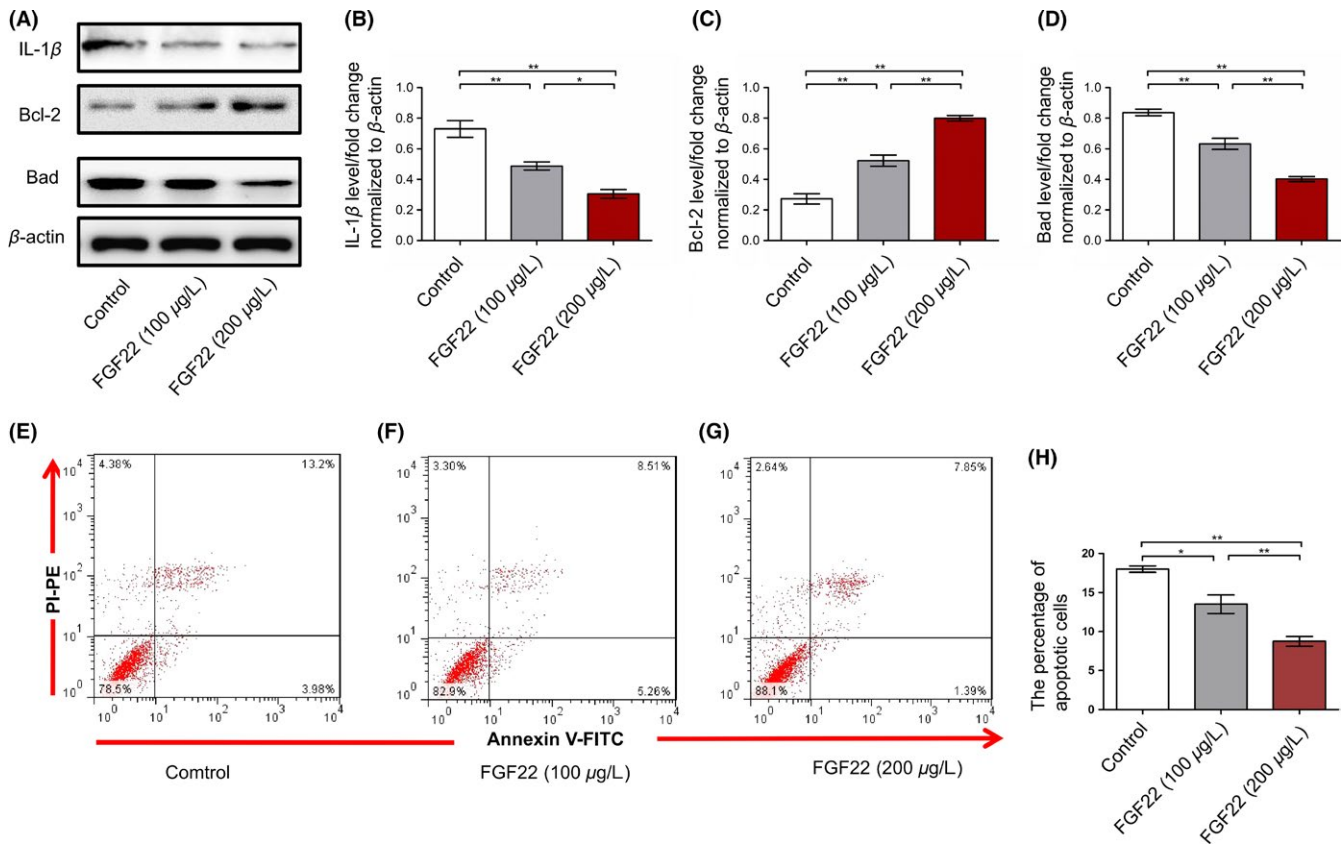 (A)
IL-1β
Bcl-2
Bad
β-actin
Control
FGF22 (100 µg/L)
FGF22 (200 µg/L)
(B)
IL-1β level/fold change
normalized to β-actin
1.0
0.8
0.6
0.4
0.2
0.0
**
**
*
Control
FGF22 (100 µg/L)
FGF22 (200 µg/L)
(C)
Bcl-2 level/fold change
normalized to β-actin
1.0
0.8
0.6
0.4
0.2
0.0
**
**
**
Control
FGF22 (100 µg/L)
FGF22 (200 µg/L)
(D)
Bad level/fold change
normalized to β-actin
1.0
0.8
0.6
0.4
0.2
0.0
**
**
**
Control
FGF22 (100 µg/L)
FGF22 (200 µg/L)
(E)
PI-PE
4.38% 13.2%
78.5% 3.98%
10⁴
10³
10²
10¹
10⁰
10⁰ 10¹ 10² 10³ 10⁴
Comtrol
(F)
3.30% 8.51%
82.9% 5.26%
10⁴
10³
10²
10¹
10⁰
10⁰ 10¹ 10² 10³ 10⁴
Annexin V-FITC
FGF22 (100 µg/L)
(G)
2.64% 7.85%
88.1% 1.39%
10⁴
10³
10²
10¹
10⁰
10⁰ 10¹ 10² 10³ 10⁴
FGF22 (200 µg/L)
(H)
The percentage of
apoptotic cells
20
15
10
5
0
**
*
**
Control
FGF22 (100 µg/L)
FGF22 (200 µg/L)